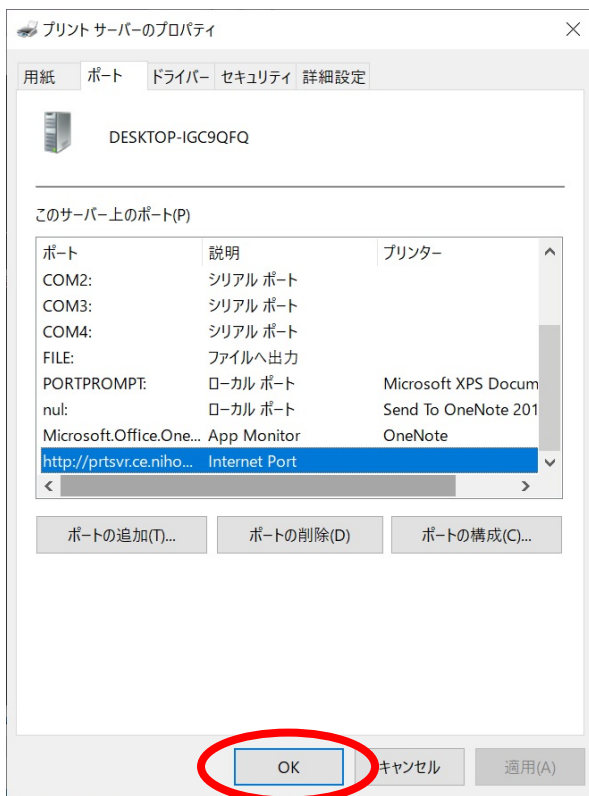 プリント サーバーのプロパティ
用紙 ポート ドライバー セキュリティ 詳細設定
DESKTOP-IGC9QFQ
このサーバー上のポート(P)
ポート 説明 プリンター
COM2: シリアル ポート
COM3: シリアル ポート
COM4: シリアル ポート
FILE: ファイルへ出力
PORTPROMPT: ローカル ポート Microsoft XPS Docum
nul: ローカル ポート Send To OneNote 201
Microsoft.Office.One... App Monitor OneNote
http://prtsvr.ce.niho... Internet Port
ポートの追加(T)... ポートの削除(D) ポートの構成(C)...
OK キャンセル 適用(A)